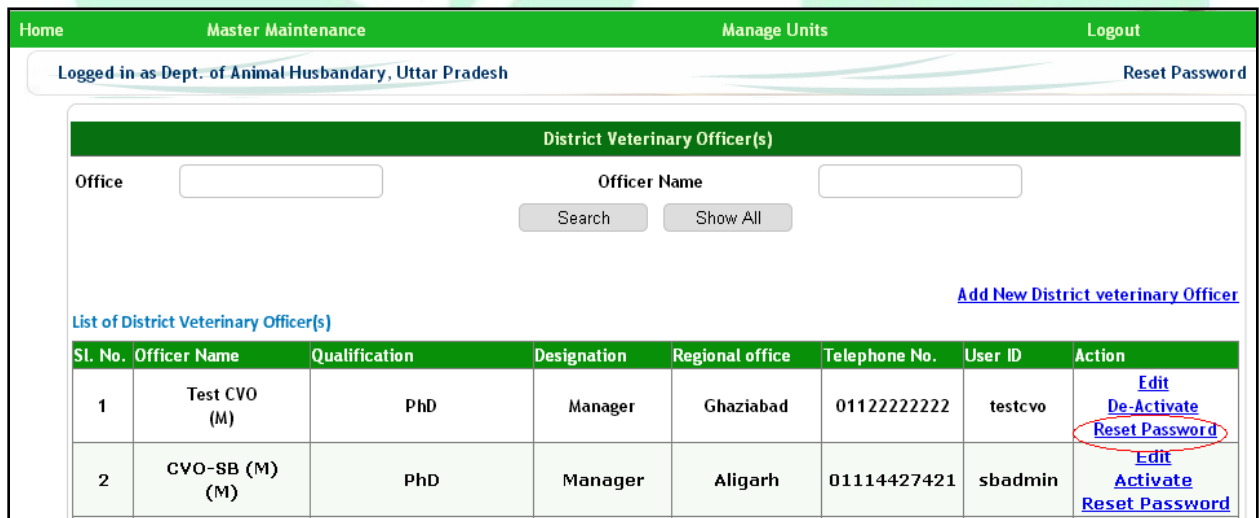 Home Master Maintenance Manage Units Logout
Logged in as Dept. of Animal Husbandary, Uttar Pradesh Reset Password
District Veterinary Officer(s)
Office Officer Name
Search Show All
Add New District veterinary Officer
List of District Veterinary Officer(s)
Sl. No. Officer Name Qualification Designation Regional office Telephone No. User ID Action
1 Test CVO (M) PhD Manager Ghaziabad 01122222222 testcvo Edit
De-Activate
Reset Password
2 CVO-SB (M) (M) PhD Manager Aligarh 01114427421 sbadmin Edit
Activate
Reset Password